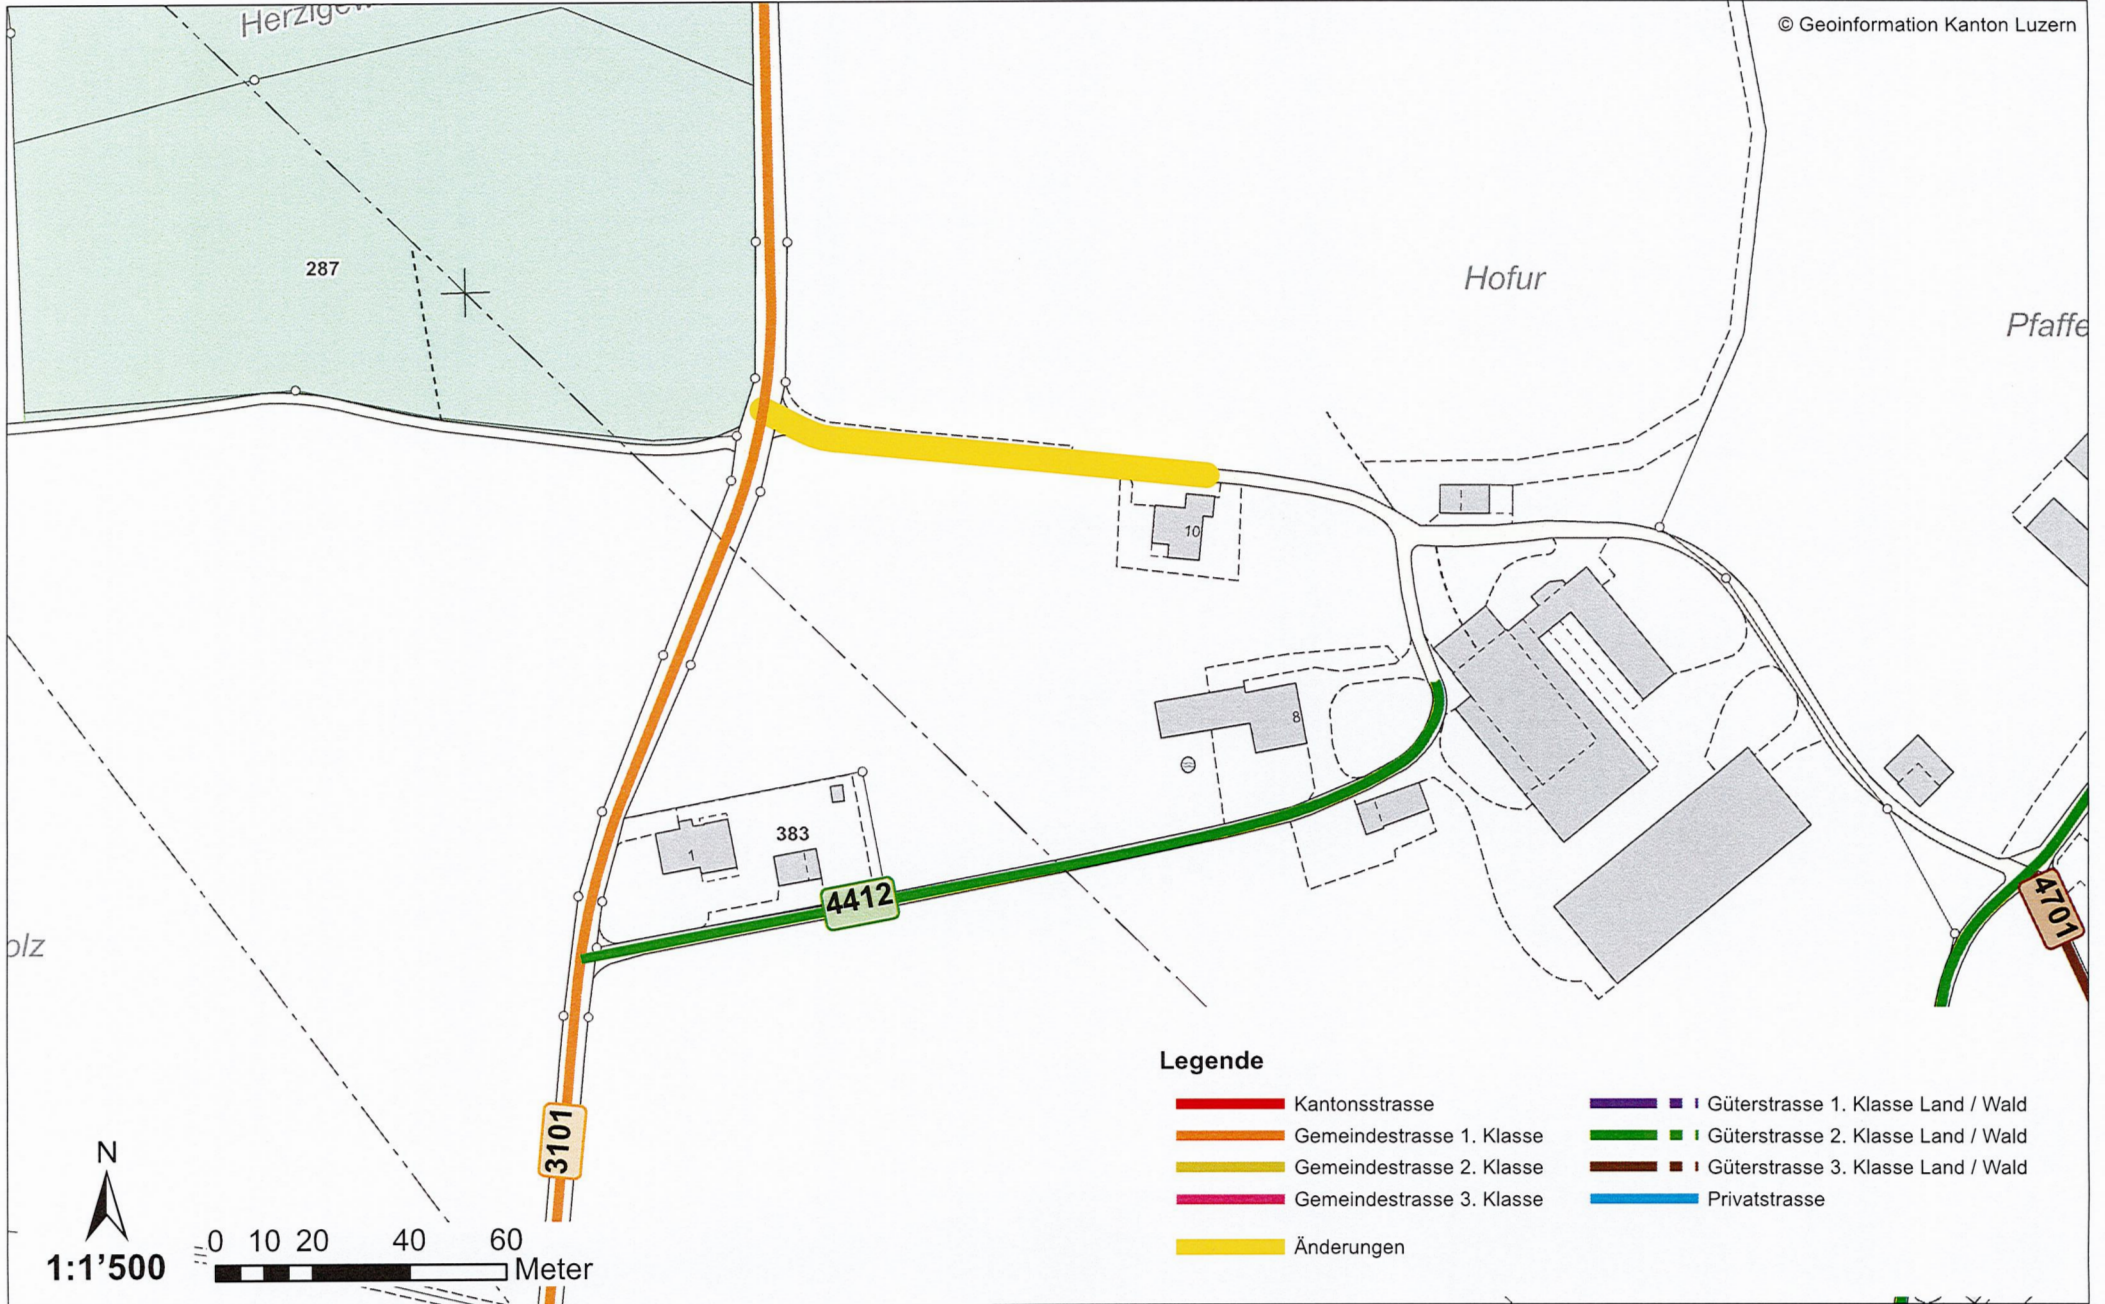 © Geoinformation Kanton Luzern
287
Hofur
10
8
383
1
4412
4701
3101
Legende
Kantonsstrasse
Gemeindestrasse 1. Klasse
Gemeindestrasse 2. Klasse
Gemeindestrasse 3. Klasse
Änderungen
Güterstrasse 1. Klasse Land / Wald
Güterstrasse 2. Klasse Land / Wald
Güterstrasse 3. Klasse Land / Wald
Privatstrasse
N
1:1'500
0 10 20 40 60
Meter